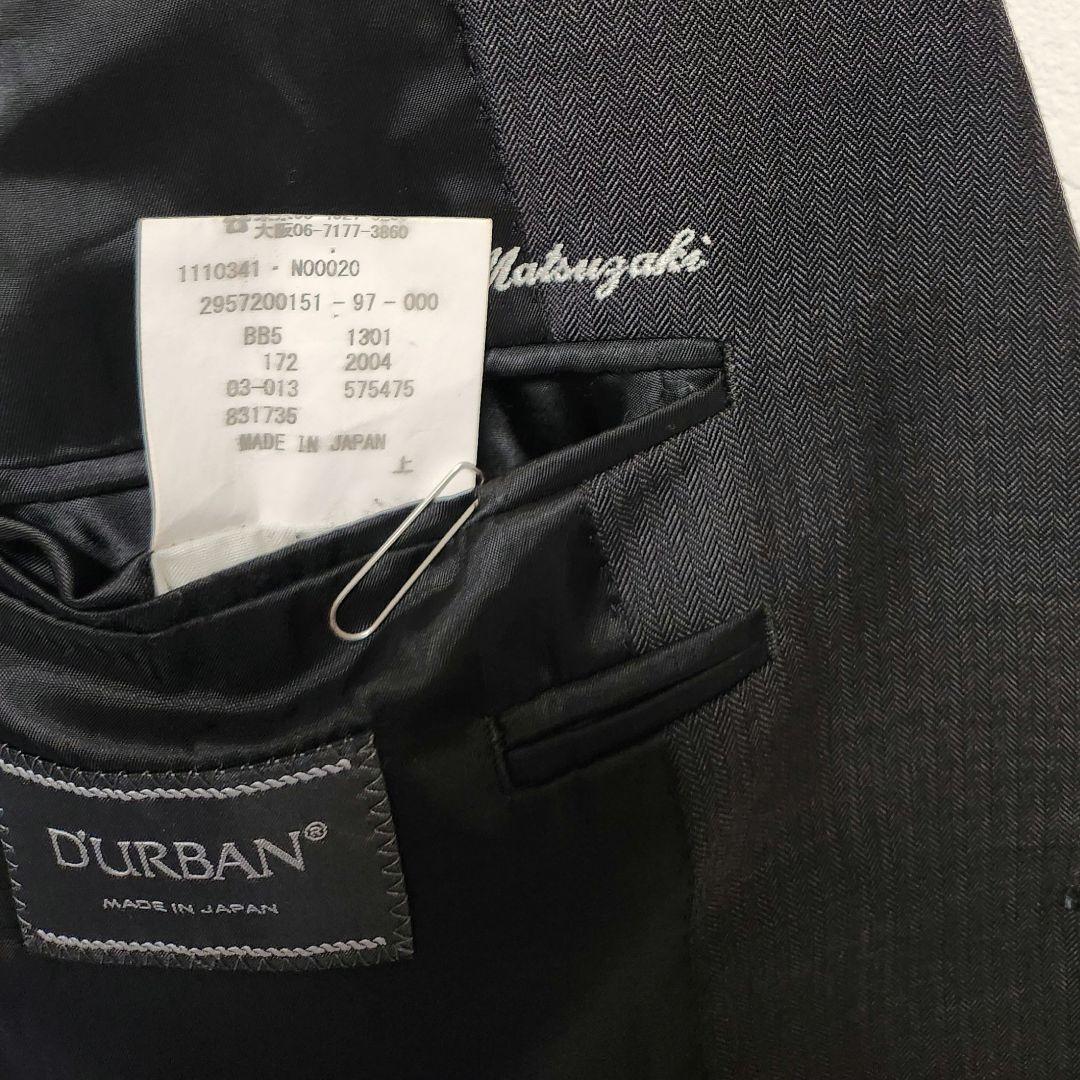 大阪06-7177-3860
1110341 - N00020
2957200151 - 97 - 000
BB5 1301
172 2004
03-013 575475
831735
MADE IN JAPAN
上
Matsuzaki
D'URBAN®
MADE IN JAPAN